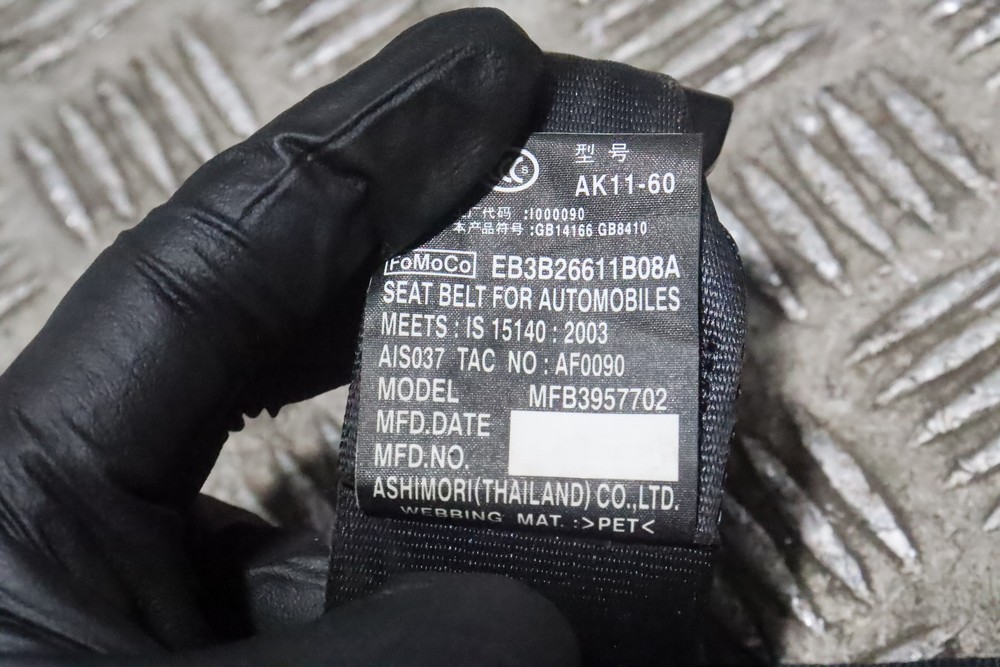 型号
AK11-60
厂代码 :I000090
本产品符号 :GB14166 GB8410
FoMoCo EB3B26611B08A
SEAT BELT FOR AUTOMOBILES
MEETS : IS 15140 : 2003
AIS037 TAC NO : AF0090
MODEL MFB3957702
MFD.DATE
MFD.NO.
ASHIMORI(THAILAND) CO.,LTD.
WEBBING MAT. :>PET<